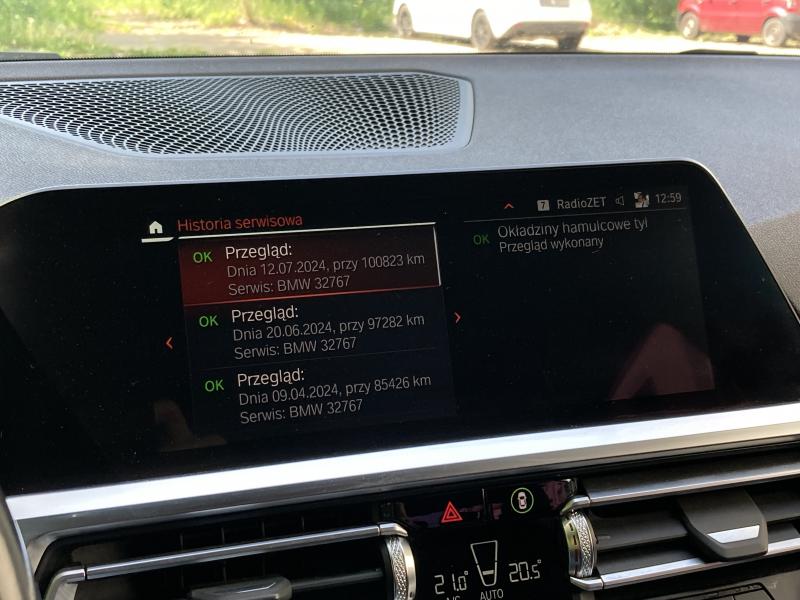 7 RadioZET 12:59
Historia serwisowa
OK Przegląd:
Dnia 12.07.2024, przy 100823 km
Serwis: BMW 32767
OK Przegląd:
Dnia 20.06.2024, przy 97282 km
Serwis: BMW 32767
OK Przegląd:
Dnia 09.04.2024, przy 85426 km
Serwis: BMW 32767
OK Okładziny hamulcowe tył
Przegląd wykonany
21.0° 20.5°
A/C AUTO